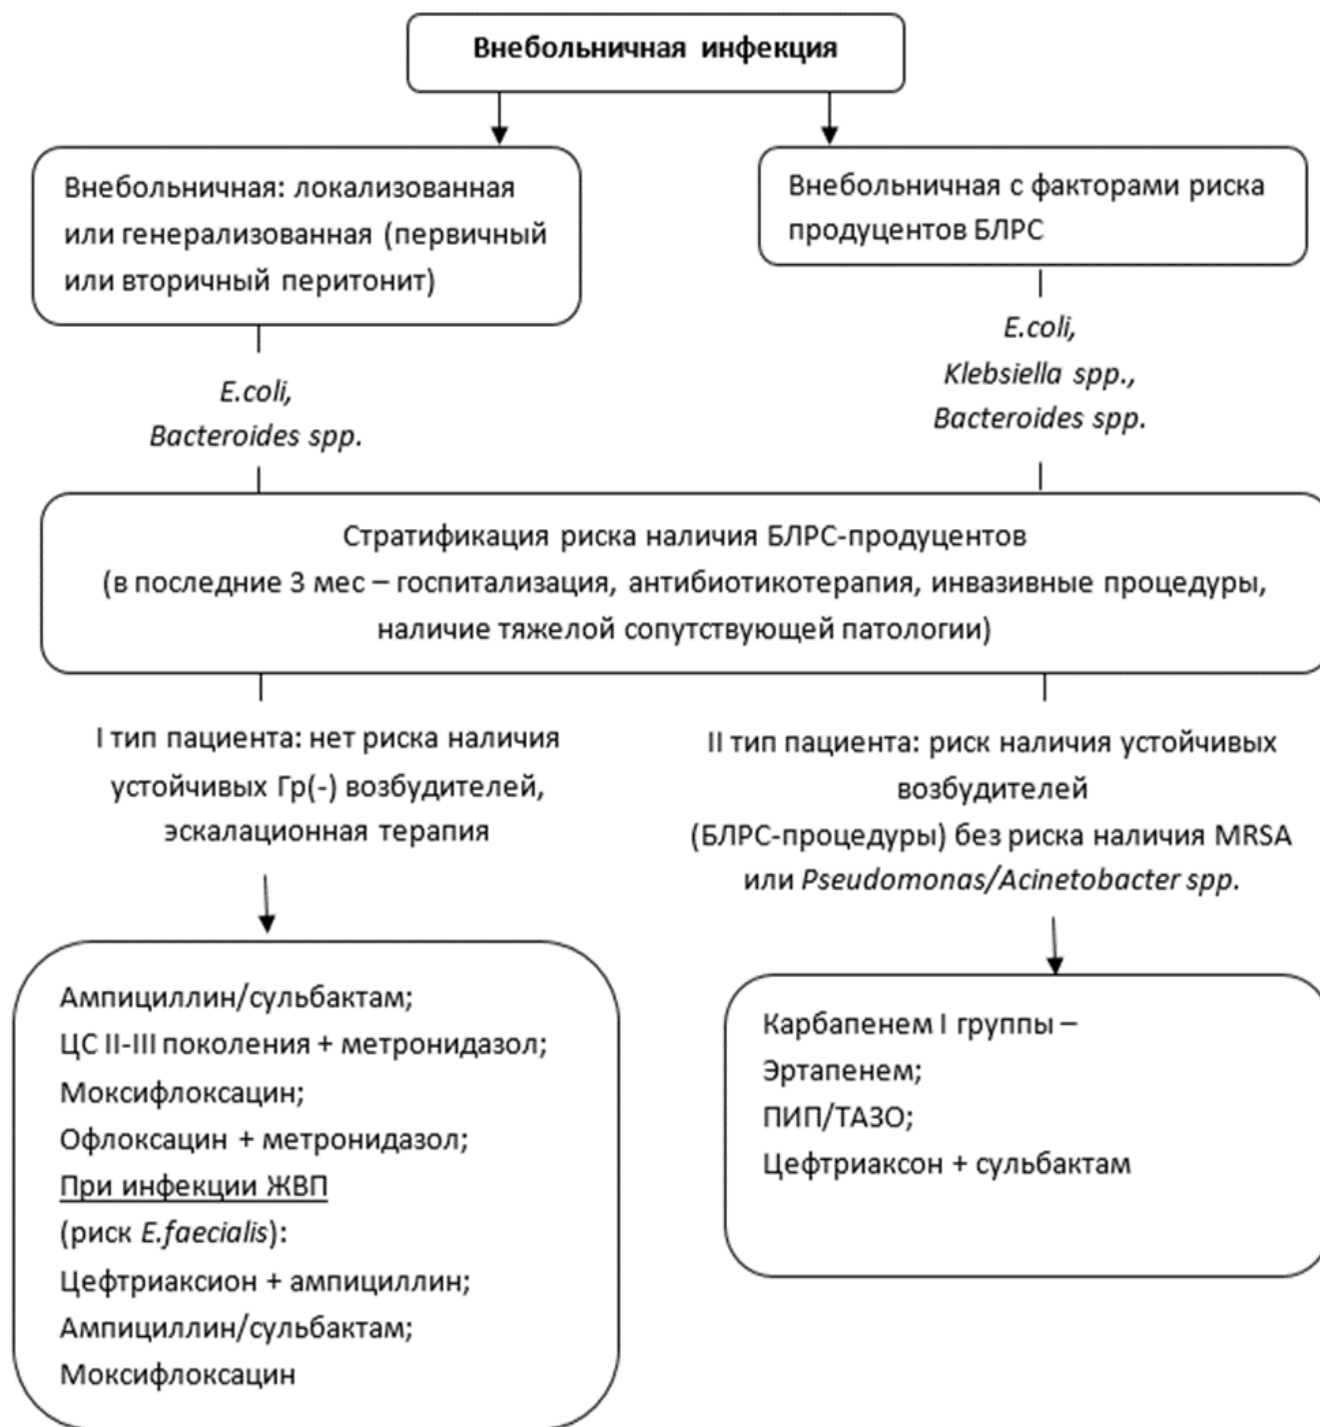 Внебольничная инфекция
Внебольничная: локализованная
или генерализованная (первичный
или вторичный перитонит)
Внебольничная с факторами риска
продуцентов БЛРС
E.coli,
Bacteroides spp.
E.coli,
Klebsiella spp.,
Bacteroides spp.
Стратификация риска наличия БЛРС-продуцентов
(в последние 3 мес – госпитализация, антибиотикотерапия, инвазивные процедуры,
наличие тяжелой сопутствующей патологии)
I тип пациента: нет риска наличия
устойчивых Гр(-) возбудителей,
эскалационная терапия
II тип пациента: риск наличия устойчивых
возбудителей
(БЛРС-процедуры) без риска наличия MRSA
или Pseudomonas/Acinetobacter spp.
Ампициллин/сульбактам;
ЦС II-III поколения + метронидазол;
Моксифлоксацин;
Офлоксацин + метронидазол;
При инфекции ЖВП
(риск E.faecialis):
Цефтриаксион + ампициллин;
Ампициллин/сульбактам;
Моксифлоксацин
Карбапенем I группы –
Эртапенем;
ПИП/ТАЗО;
Цефтриаксон + сульбактам